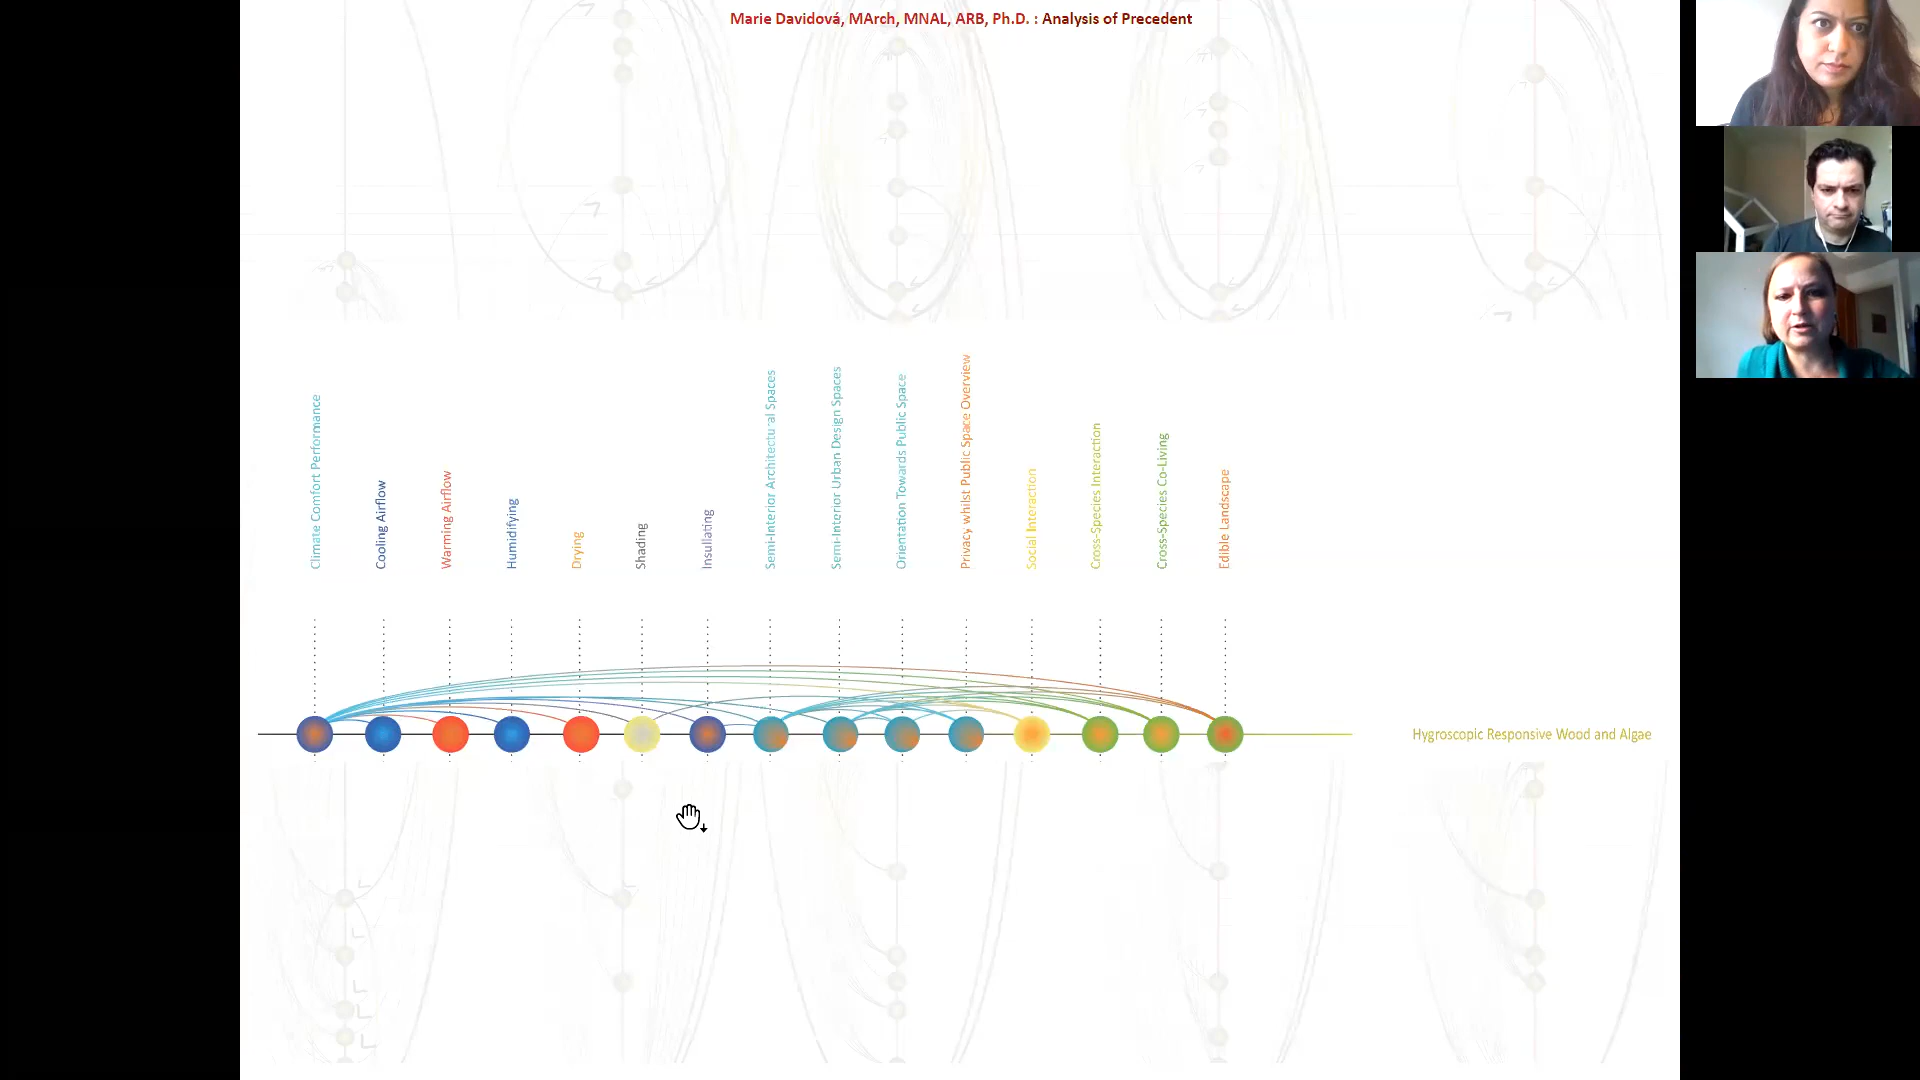 Marie Davidová, MArch, MNAL, ARB, Ph.D. : Analysis of Precedent
Climate Comfort Performance
Cooling Airflow
Warming Airflow
Humidifying
Drying
Shading
Insullating
Semi-Interior Architectural Spaces
Semi-Interior Urban Design Spaces
Orientation Towards Public Space
Privacy whilst Public Space Overview
Social Interaction
Cross-Species Interaction
Cross-Species Co-Living
Edible Landscape
Hygroscopic Responsive Wood and Algae